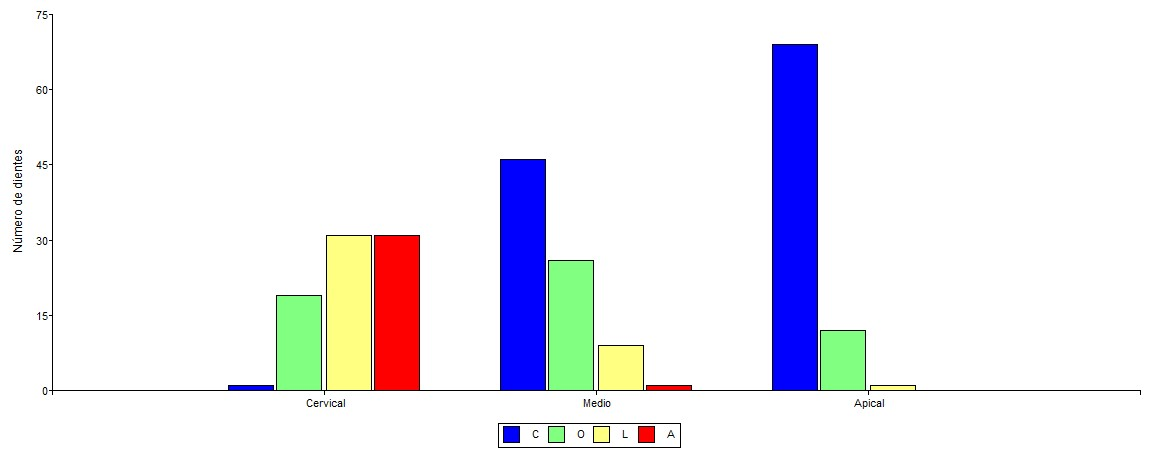 75
60
45
30
15
0
Número de dientes
Cervical Medio Apical
C O L A